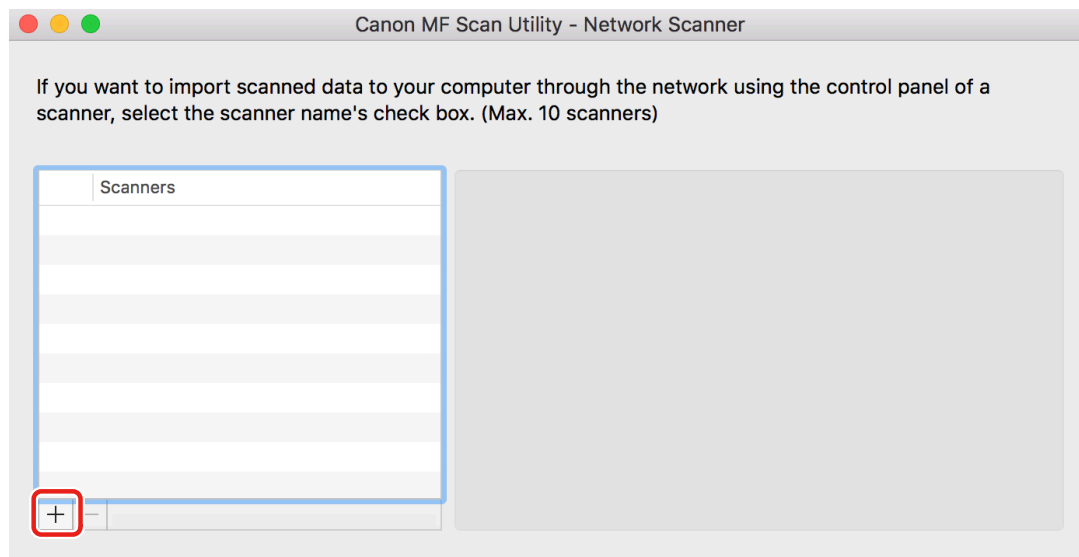 Canon MF Scan Utility - Network Scanner
If you want to import scanned data to your computer through the network using the control panel of a
scanner, select the scanner name's check box. (Max. 10 scanners)
Scanners